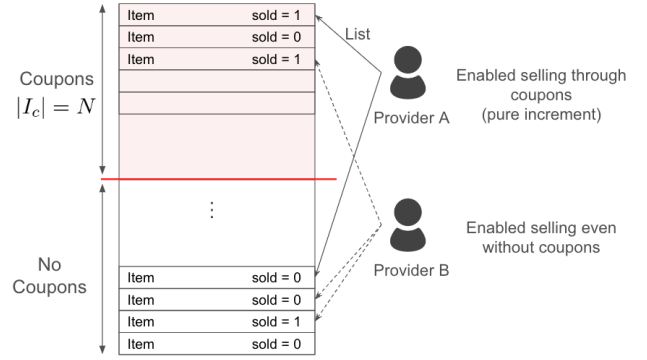 Item sold = 1
Item sold = 0
Item sold = 1
Coupons
|I_c| = N
List
Provider A
Enabled selling through
coupons
(pure increment)
⋮
No
Coupons
Provider B
Enabled selling even
without coupons
Item sold = 0
Item sold = 0
Item sold = 1
Item sold = 0